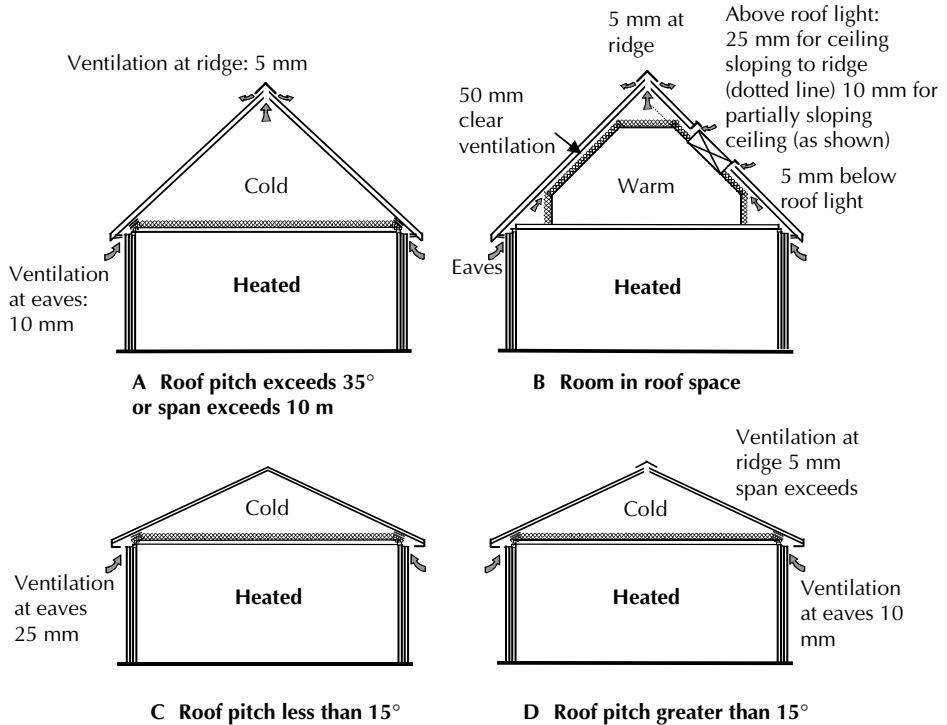 Ventilation at ridge: 5 mm
Cold
Ventilation
at eaves:
10 mm
Heated
A Roof pitch exceeds 35°
or span exceeds 10 m
5 mm at
ridge
Above roof light:
25 mm for ceiling
sloping to ridge
(dotted line) 10 mm for
partially sloping
ceiling (as shown)
50 mm
clear
ventilation
Warm
5 mm below
roof light
Eaves
Heated
B Room in roof space
Cold
Ventilation
at eaves
25 mm
Heated
C Roof pitch less than 15°
Ventilation at
ridge 5 mm
span exceeds
Cold
Heated
Ventilation
at eaves 10
mm
D Roof pitch greater than 15°